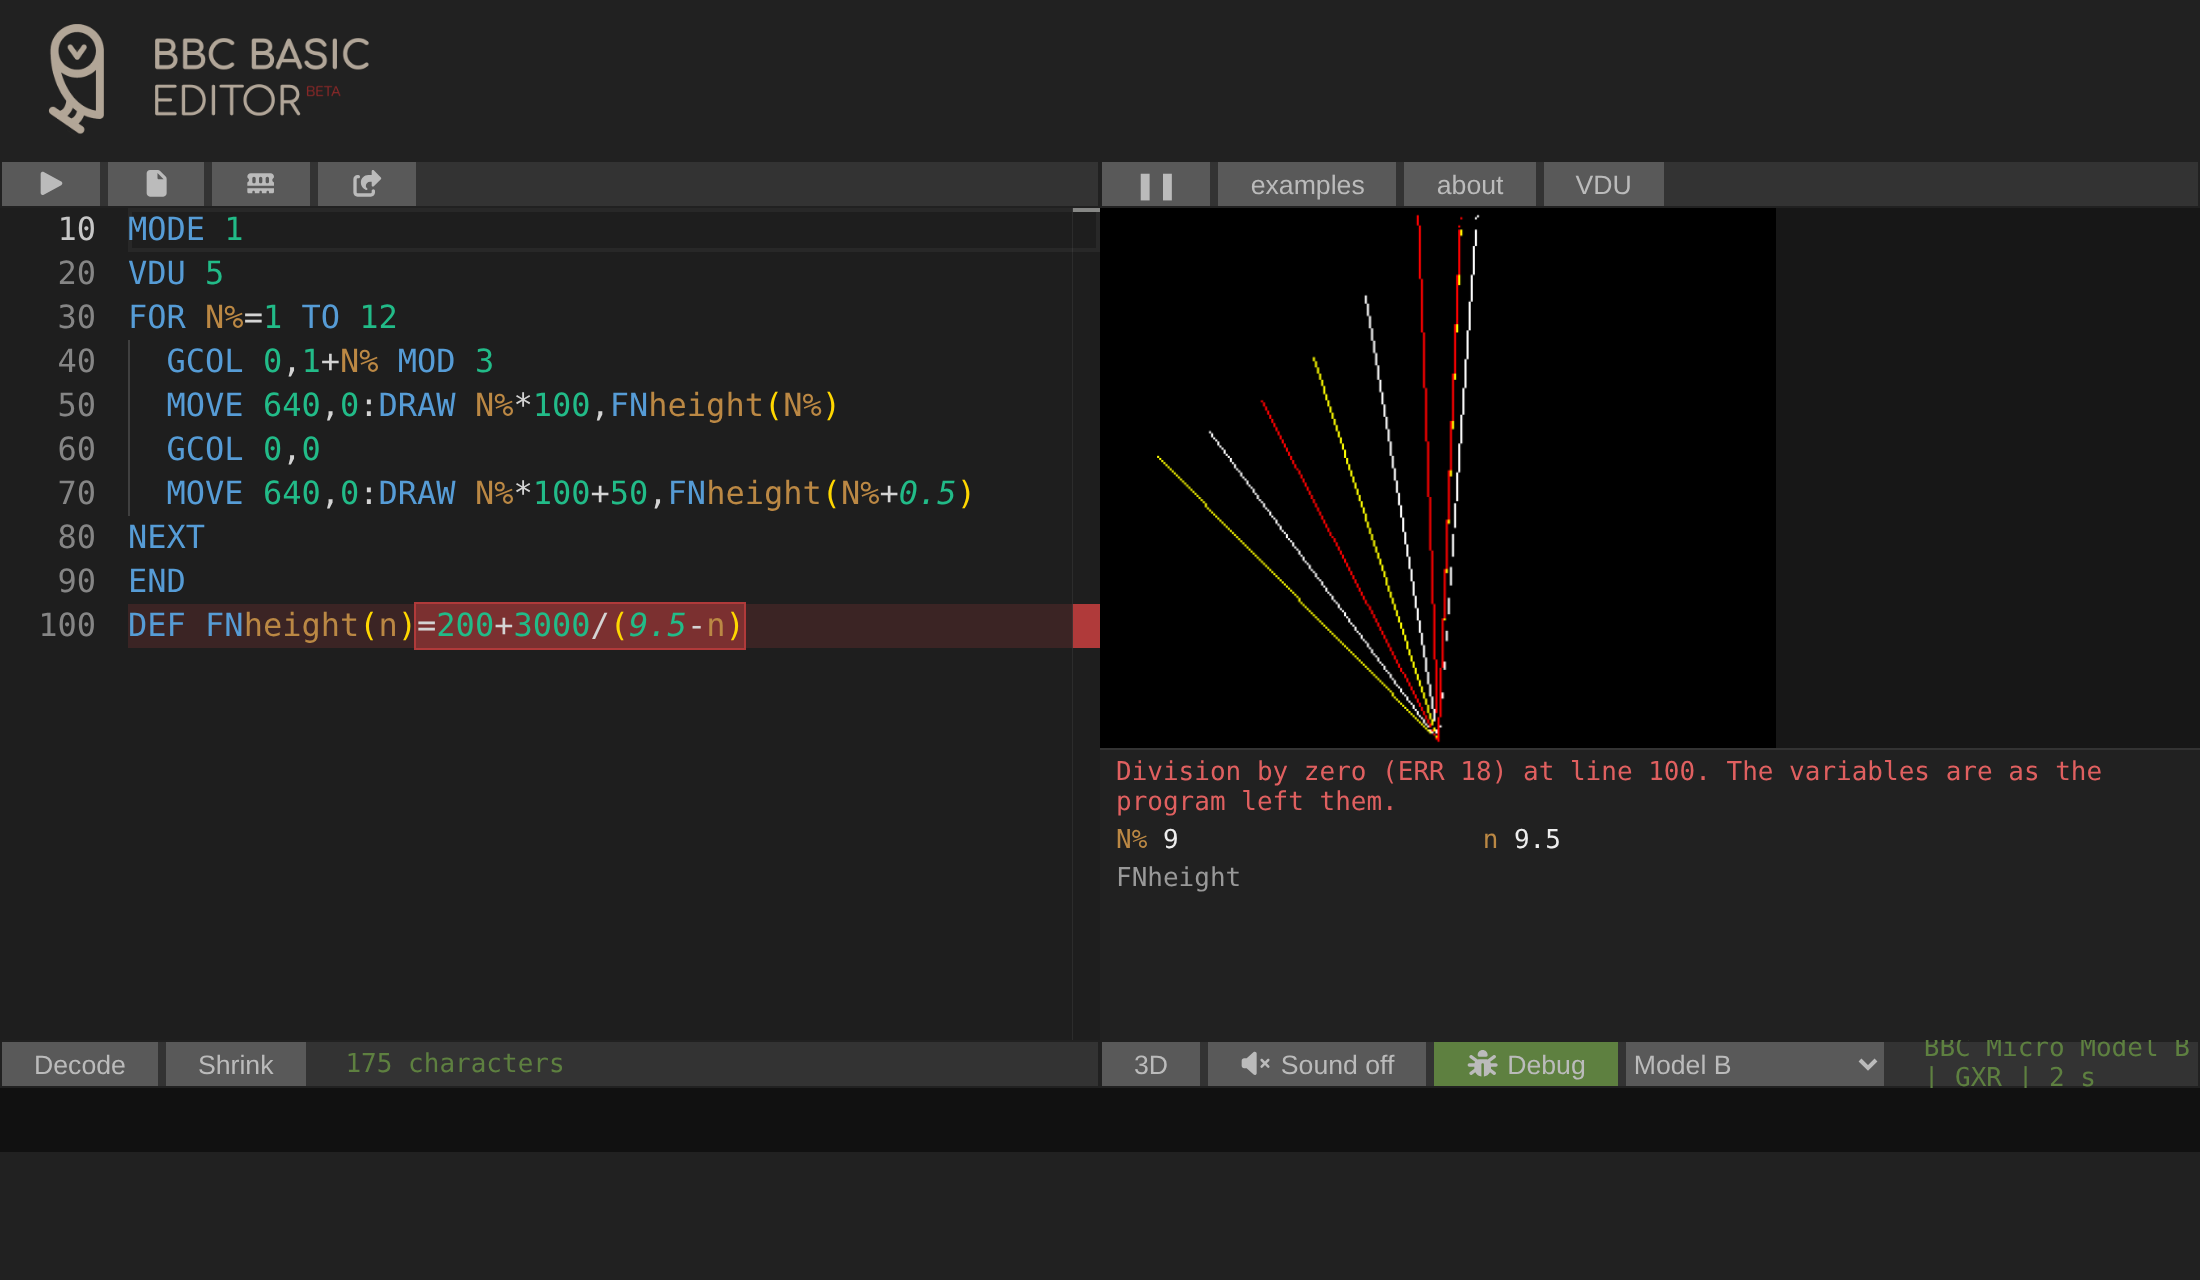 BBC BASIC
EDITOR BETA
examples
about
VDU
10 MODE 1
20 VDU 5
30 FOR N%=1 TO 12
40 GCOL 0,1+N% MOD 3
50 MOVE 640,0:DRAW N%*100,FNheight(N%)
60 GCOL 0,0
70 MOVE 640,0:DRAW N%*100+50,FNheight(N%+0.5)
80 NEXT
90 END
100 DEF FNheight(n)=200+3000/(9.5-n)
Division by zero (ERR 18) at line 100. The variables are as the
program left them.
N% 9 n 9.5
FNheight
Decode
Shrink
175 characters
3D
Sound off
Debug
Model B
BBC Micro Model B
| GXR | 2 s